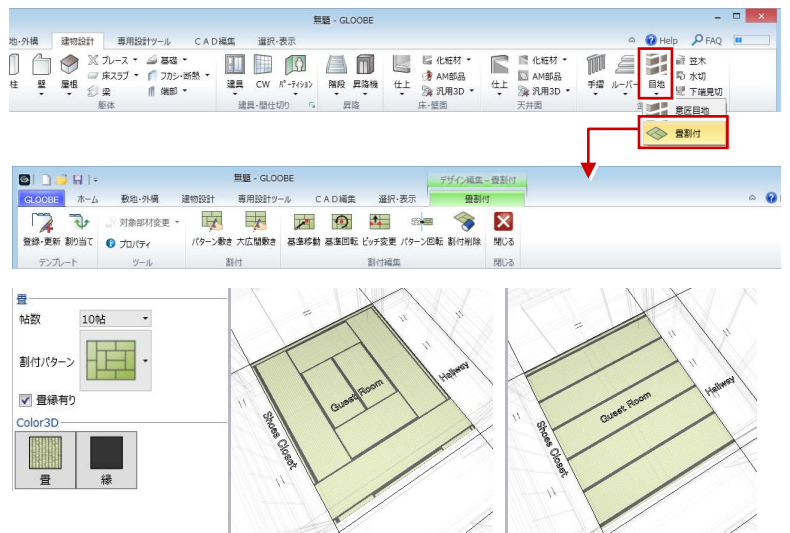 無題 - GLOOBE
地・外構 建物設計 専用設計ツール ＣＡＤ編集 選択・表示 Help FAQ
柱 壁 屋根 ブレース 基礎 床スラブ フカシ・断熱 梁 端部 建具 CW パーティション 階段 昇降機 仕上 化粧材 AM部品 汎用3D 仕上 化粧材 AM部品 汎用3D 手摺 ルーバー 目地 笠木 水切 下端見切
躯体 建具・間仕切り 昇降 床・壁面 天井面
意匠目地
畳割付
無題 - GLOOBE デザイン編集 - 畳割付
GLOOBE ホーム 敷地・外構 建物設計 専用設計ツール ＣＡＤ編集 選択・表示 畳割付
登録・更新 割り当て 対象部材変更 プロパティ パターン敷き 大広間敷き 基準移動 基準回転 ピッチ変更 パターン回転 割付削除 閉じる
テンプレート ツール 割付 割付編集 閉じる
畳
帖数 10帖
割付パターン
畳縁有り
Color3D
畳 縁
Guest Room
Hallway
Shoes Closet
Guest Room
Hallway
Shoes Closet